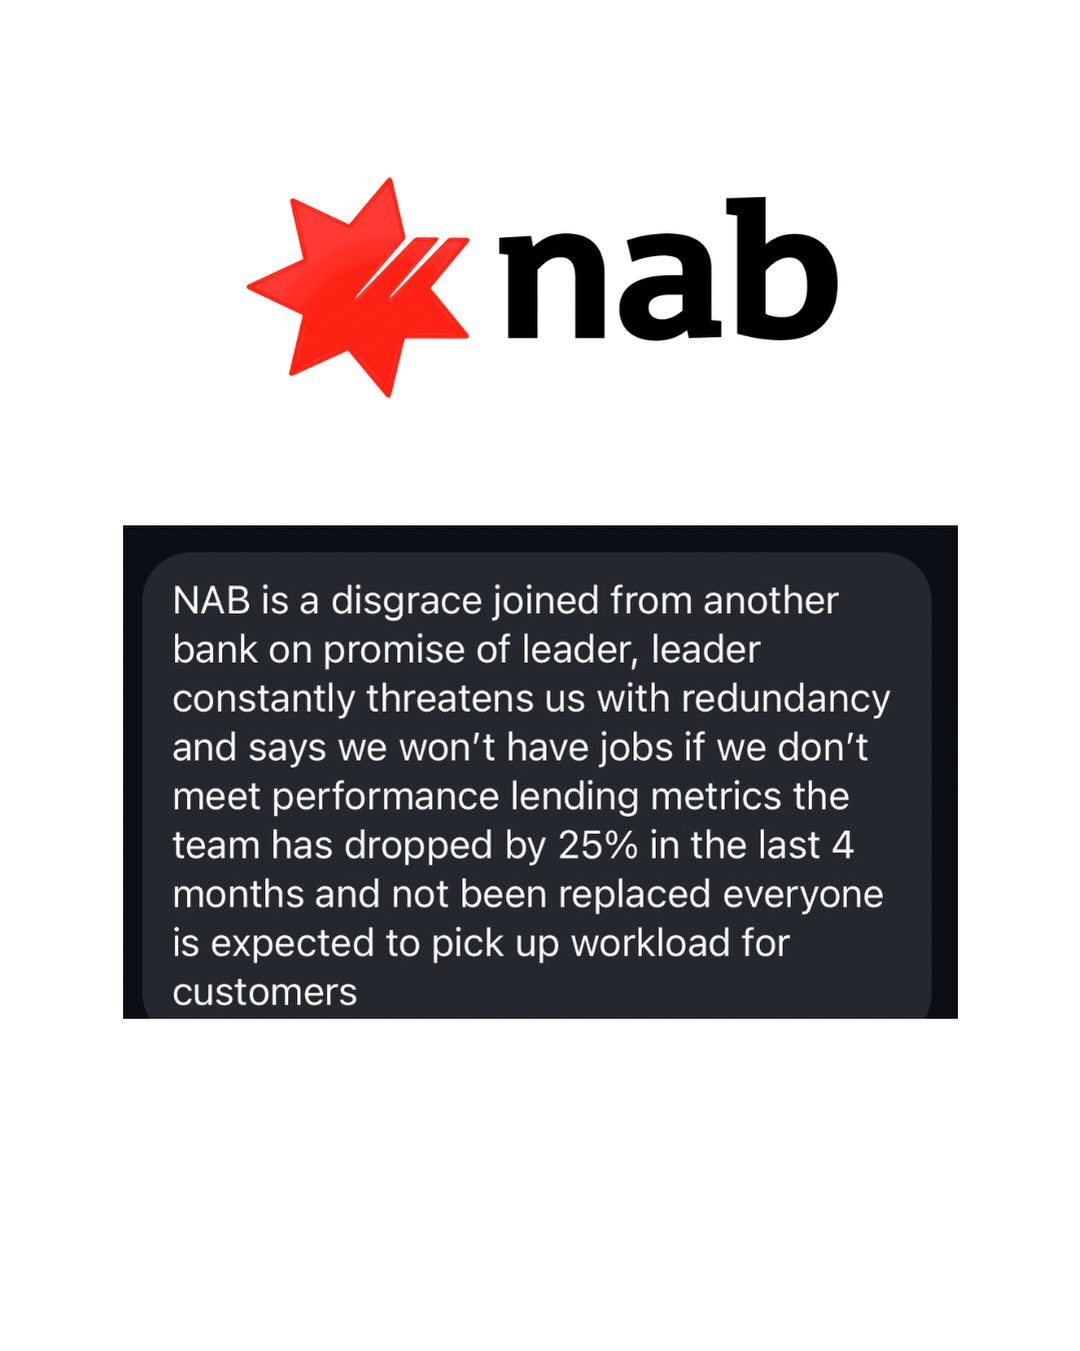 nab
NAB is a disgrace joined from another
bank on promise of leader, leader
constantly threatens us with redundancy
and says we won’t have jobs if we don’t
meet performance lending metrics the
team has dropped by 25% in the last 4
months and not been replaced everyone
is expected to pick up workload for
customers